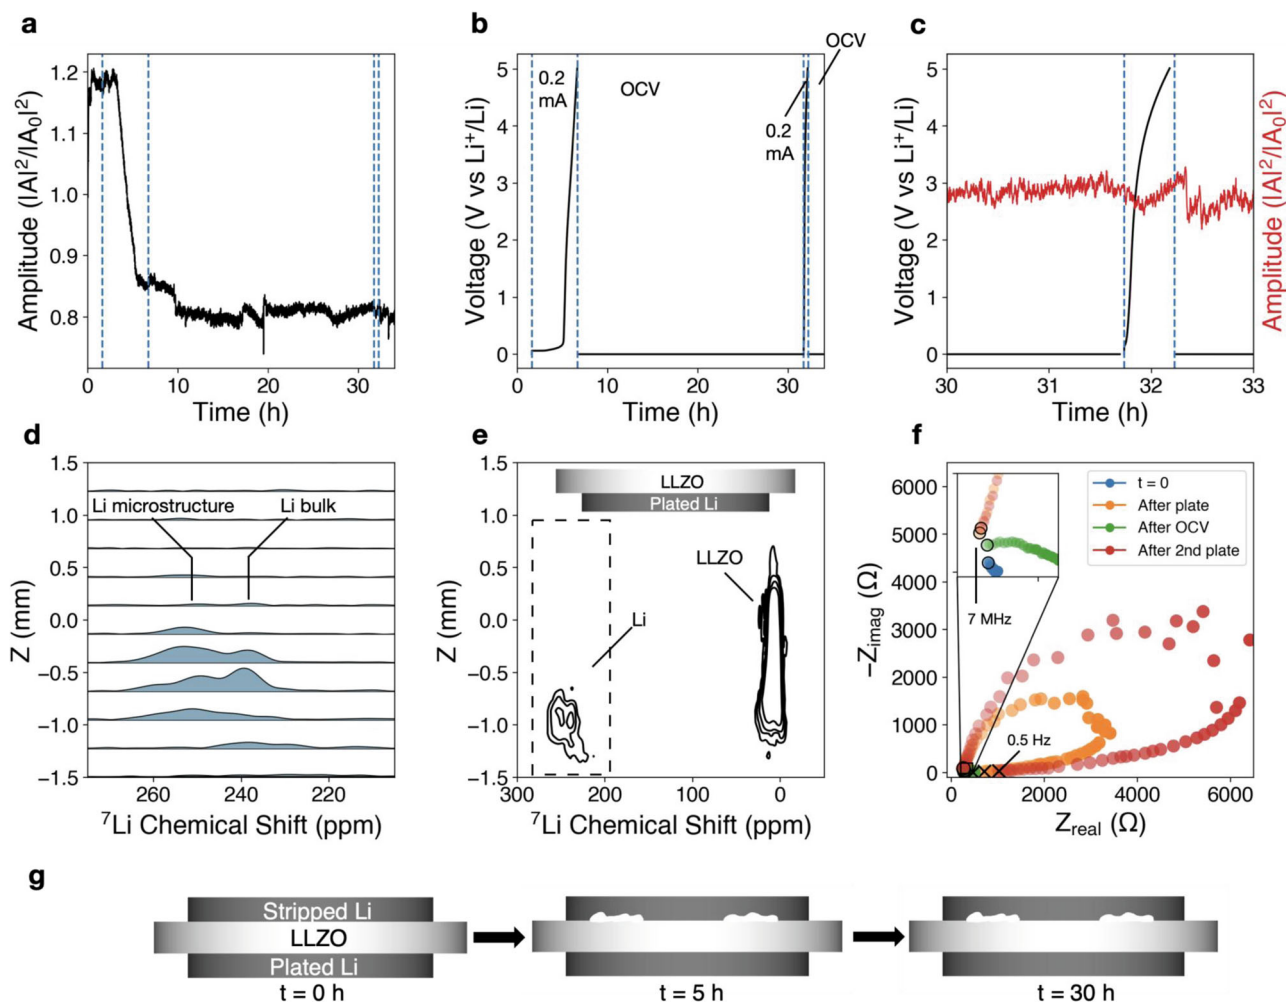 a
Amplitude (|A|²/|A₀|²)
1.2
1.1
1.0
0.9
0.8
0
10
20
30
Time (h)
b
OCV
Voltage (V vs Li⁺/Li)
5
4
3
2
1
0
0.2
mA
OCV
0.2
mA
0
10
20
30
Time (h)
c
Voltage (V vs Li⁺/Li)
5
4
3
2
1
0
Amplitude (|A|²/|A₀|²)
30
31
32
33
Time (h)
d
Z (mm)
1.5
1.0
0.5
0.0
−0.5
−1.0
−1.5
Li microstructure
Li bulk
260
240
220
⁷Li Chemical Shift (ppm)
e
Z (mm)
1.5
1.0
0.5
0.0
−0.5
−1.0
−1.5
LLZO
Plated Li
LLZO
Li
300
200
100
0
⁷Li Chemical Shift (ppm)
f
−Zimag (Ω)
6000
5000
4000
3000
2000
1000
0
t = 0
After plate
After OCV
After 2nd plate
7 MHz
0.5 Hz
0
2000
4000
6000
Zreal (Ω)
g
Stripped Li
LLZO
Plated Li
t = 0 h
t = 5 h
t = 30 h